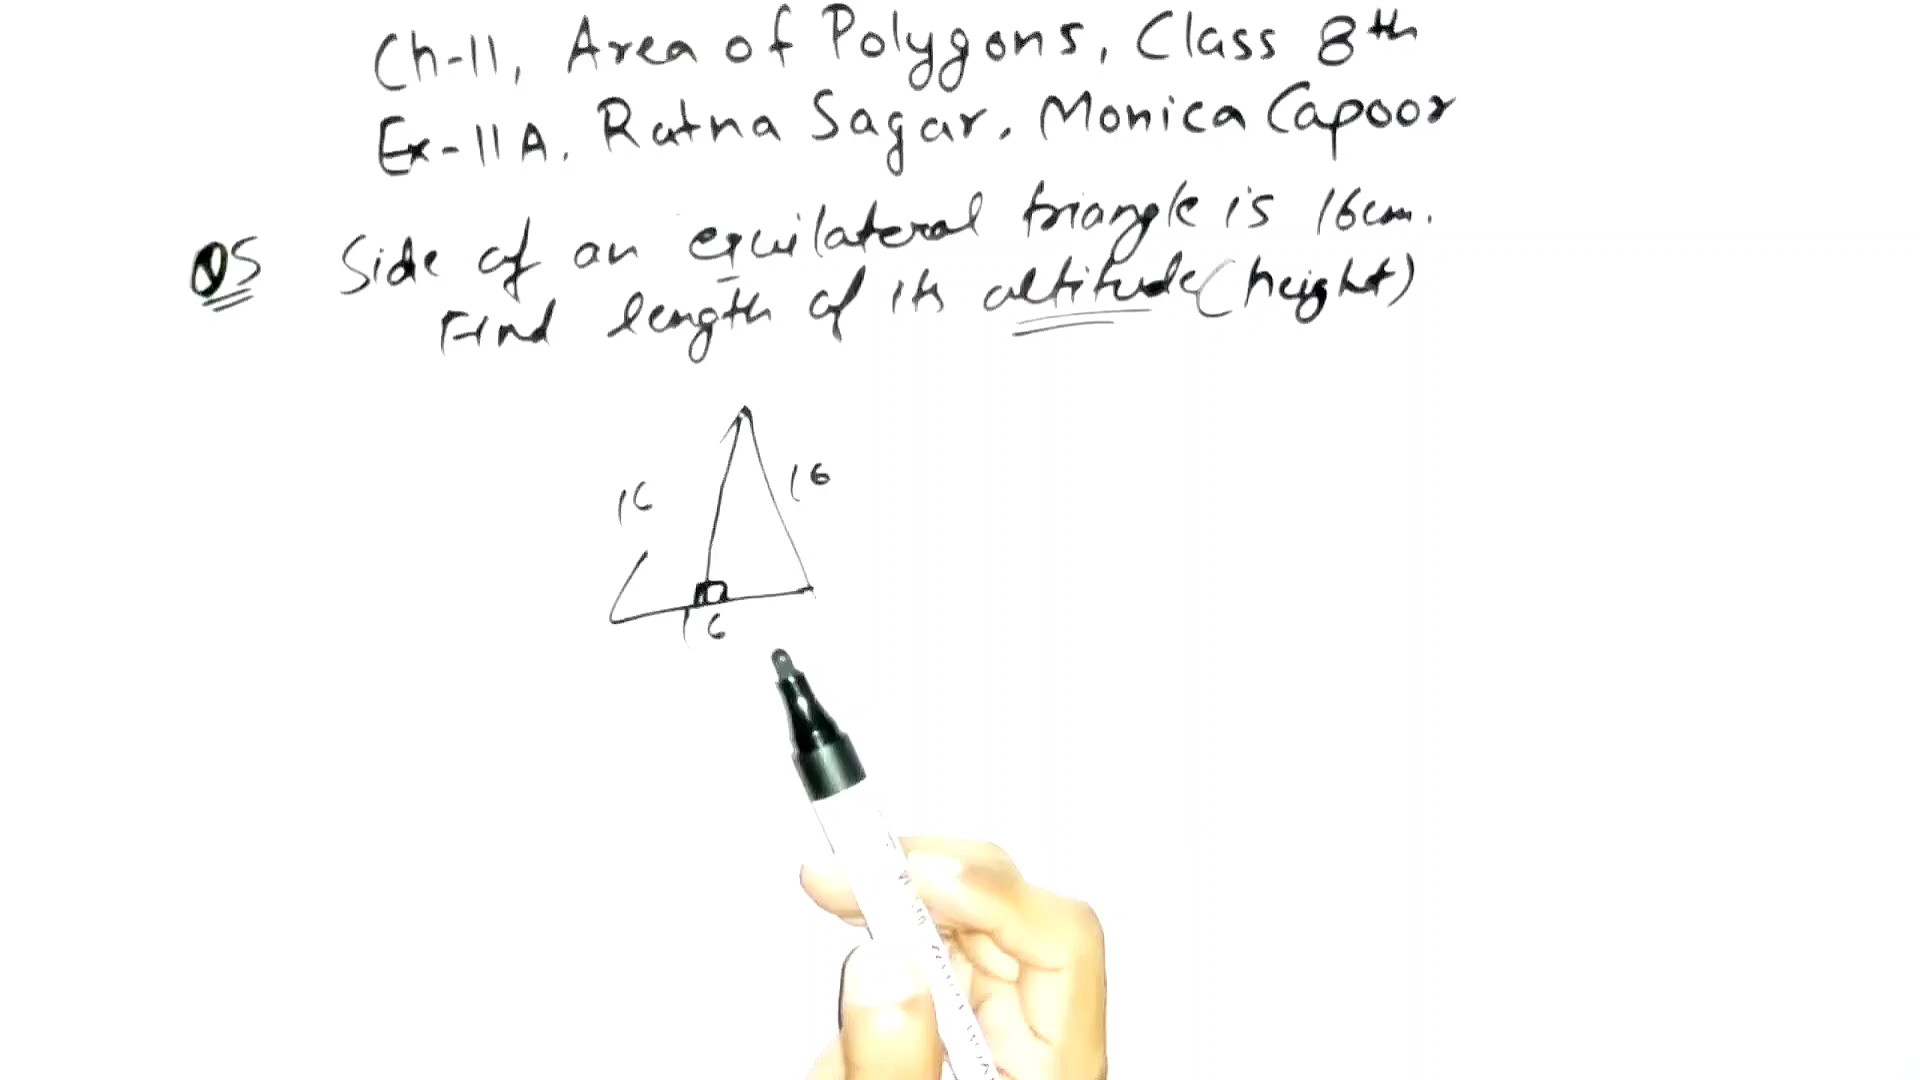 Ch-11, Area of Polygons, Class 8th
Ex-11A. Ratna Sagar. Monica Capoor
Q5 Side of an equilateral triangle is 16cm.
Find length of its altitude (height)
16
16
16